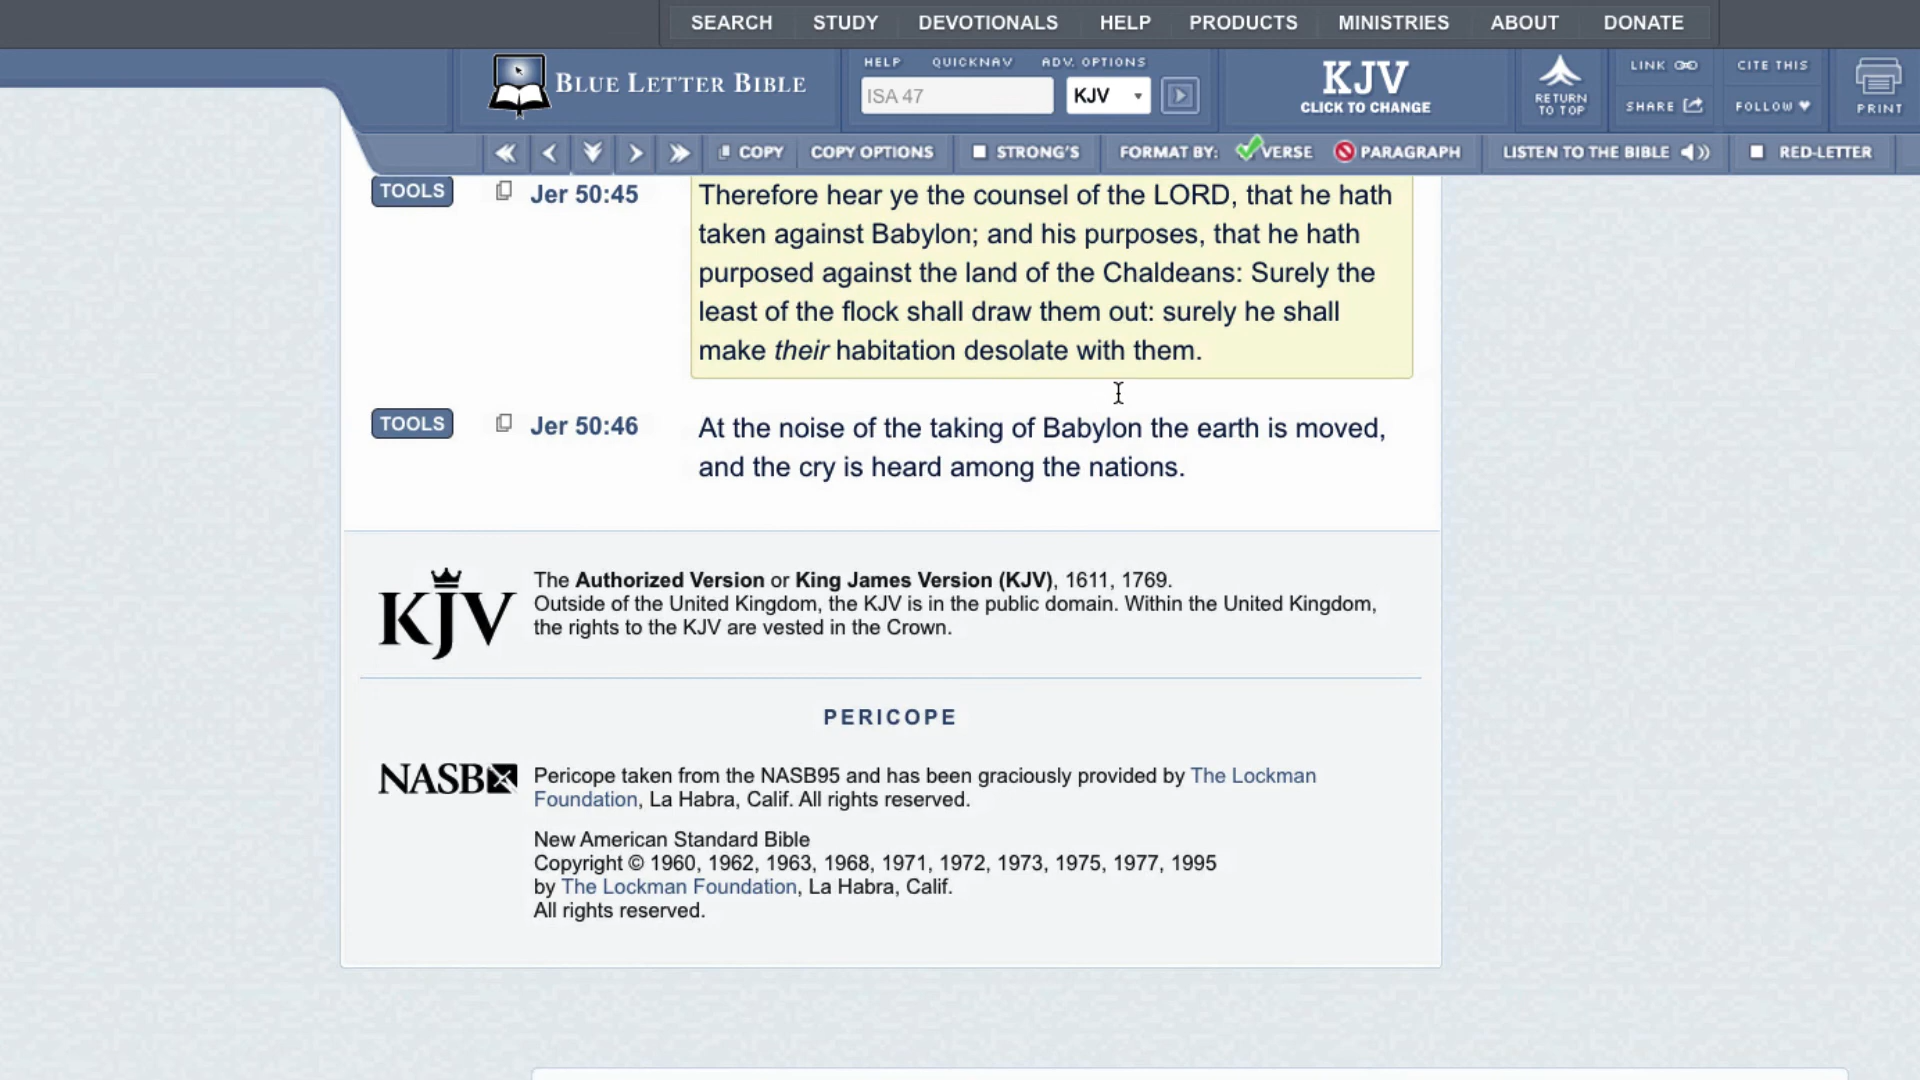 SEARCH STUDY DEVOTIONALS HELP PRODUCTS MINISTRIES ABOUT DONATE
BLUE LETTER BIBLE
HELP QUICKNAV ADV. OPTIONS
ISA 47 KJV
KJV
CLICK TO CHANGE
RETURN
TO TOP
LINK
SHARE
CITE THIS
FOLLOW
PRINT
COPY COPY OPTIONS STRONG'S FORMAT BY: VERSE PARAGRAPH LISTEN TO THE BIBLE RED-LETTER
TOOLS Jer 50:45 Therefore hear ye the counsel of the LORD, that he hath
taken against Babylon; and his purposes, that he hath
purposed against the land of the Chaldeans: Surely the
least of the flock shall draw them out: surely he shall
make their habitation desolate with them.
TOOLS Jer 50:46 At the noise of the taking of Babylon the earth is moved,
and the cry is heard among the nations.
KJV
The Authorized Version or King James Version (KJV), 1611, 1769.
Outside of the United Kingdom, the KJV is in the public domain. Within the United Kingdom,
the rights to the KJV are vested in the Crown.
PERICOPE
NASB
Pericope taken from the NASB95 and has been graciously provided by The Lockman
Foundation, La Habra, Calif. All rights reserved.
New American Standard Bible
Copyright © 1960, 1962, 1963, 1968, 1971, 1972, 1973, 1975, 1977, 1995
by The Lockman Foundation, La Habra, Calif.
All rights reserved.